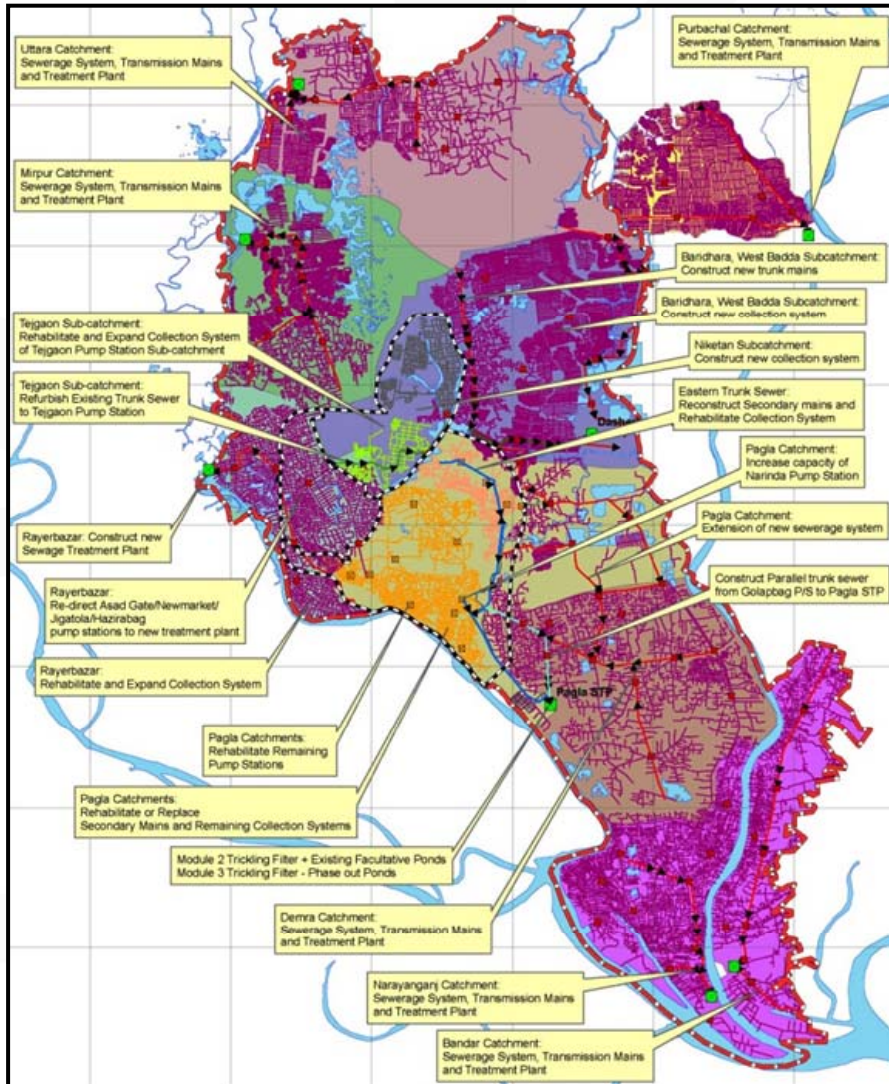 Uttara Catchment:
Sewerage System, Transmission Mains
and Treatment Plant
Purbachal Catchment:
Sewerage System, Transmission Mains
and Treatment Plant
Mirpur Catchment:
Sewerage System, Transmission Mains
and Treatment Plant
Baridhara, West Badda Subcatchment:
Construct new trunk mains
Baridhara, West Badda Subcatchment:
Construct new collection system
Tejgaon Sub-catchment:
Rehabilitate and Expand Collection System
of Tejgaon Pump Station Sub-catchment
Niketan Subcatchment:
Construct new collection system
Tejgaon Sub-catchment:
Refurbish Existing Trunk Sewer
to Tejgaon Pump Station
Eastern Trunk Sewer:
Reconstruct Secondary mains and
Rehabilitate Collection System
Pagla Catchment:
Increase capacity of
Narinda Pump Station
Rayerbazar: Construct new
Sewage Treatment Plant
Pagla Catchment:
Extension of new sewerage system
Rayerbazar:
Re-direct Asad Gate/Newmarket/
Jigatola/Hazirabag
pump stations to new treatment plant
Construct Parallel trunk sewer
from Golapbag P/S to Pagla STP
Rayerbazar:
Rehabilitate and Expand Collection System
Pagla STP
Pagla Catchments:
Rehabilitate Remaining
Pump Stations
Pagla Catchments:
Rehabilitate or Replace
Secondary Mains and Remaining Collection Systems
Module 2 Trickling Filter + Existing Facultative Ponds
Module 3 Trickling Filter - Phase out Ponds
Demra Catchment:
Sewerage System, Transmission Mains
and Treatment Plant
Narayanganj Catchment:
Sewerage System, Transmission Mains
and Treatment Plant
Bandar Catchment:
Sewerage System, Transmission Mains
and Treatment Plant